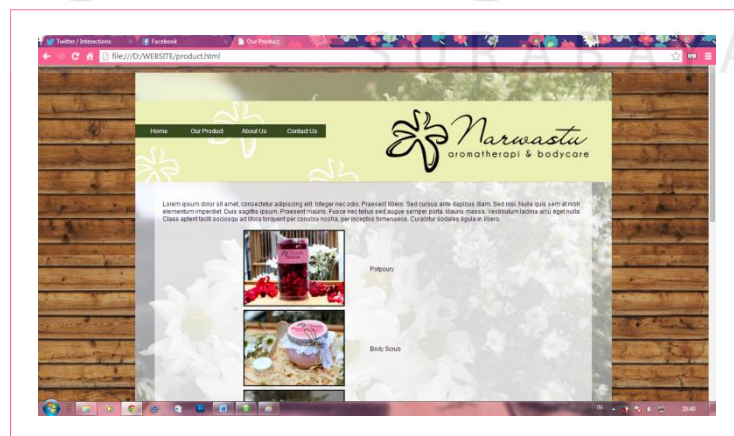 Twitter / Interactions
Facebook
Our Product
SURABAYA
file:///D:/WEBSITE/product.html
Home
Our Product
About Us
Contact Us
Narwastu
aromatherapi & bodycare
Lorem ipsum dolor sit amet, consectetur adipiscing elit. Integer nec odio. Praesent libero. Sed cursus ante dapibus diam. Sed nisi. Nulla quis sem at nibh
elementum imperdiet. Duis sagittis ipsum. Praesent mauris. Fusce nec tellus sed augue semper porta. Mauris massa. Vestibulum lacinia arcu eget nulla.
Class aptent taciti sociosqu ad litora torquent per conubia nostra, per inceptos himenaeos. Curabitur sodales ligula in libero.
Potpoury
Body Scrub
IN
20:40